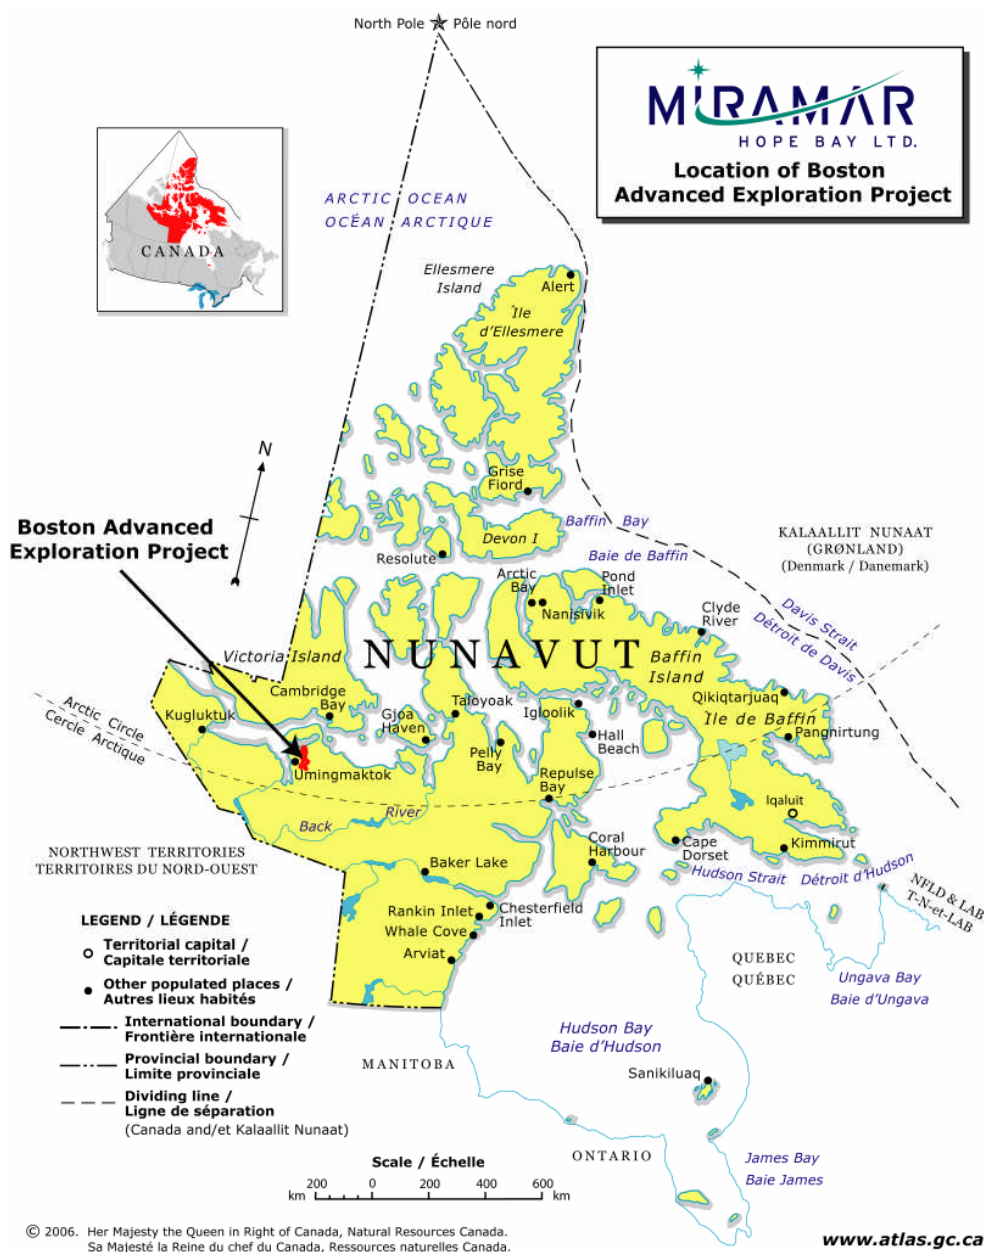 North Pole Pôle nord
MIRAMAR
HOPE BAY LTD.
Location of Boston
Advanced Exploration Project
CANADA
ARCTIC OCEAN
OCÉAN ARCTIQUE
Ellesmere
Island
Alert
Île
d'Ellesmere
N
Grise
Fiord
Boston Advanced
Exploration Project
Devon I
Baffin Bay
Baie de Baffin
KALAALLIT NUNAAT
(GRØNLAND)
(Denmark / Danemark)
Resolute
Arctic
Bay
Nanisivik
Pond
Inlet
Clyde
River
Davis Strait
Détroit de Davis
NUNAVUT
Victoria Island
Baffin
Island
Cambridge
Bay
Taloyoak
Igloolik
Qikiqtarjuaq
Île de Baffin
Kugluktuk
Gjoa
Haven
Hall
Beach
Pangnirtung
Arctic Circle
Cercle Arctique
Pelly
Bay
Umingmaktok
Repulse
Bay
Iqaluit
Back River
Coral
Harbour
Cape
Dorset
Kimmirut
NORTHWEST TERRITORIES
TERRITOIRES DU NORD-OUEST
Baker Lake
Hudson Strait Détroit d'Hudson
NFLD & LAB
T-N-et-LAB
Rankin Inlet
Chesterfield
Inlet
Whale Cove
Arviat
LEGEND / LÉGENDE
Territorial capital /
Capitale territoriale
Other populated places /
Autres lieux habités
International boundary /
Frontière internationale
Provincial boundary /
Limite provinciale
Dividing line /
Ligne de séparation
(Canada and/et Kalaallit Nunaat)
QUEBEC
QUÉBEC
Ungava Bay
Baie d'Ungava
Hudson Bay
Baie d'Hudson
MANITOBA
Sanikiluaq
ONTARIO
James Bay
Baie James
Scale / Échelle
200 0 200 400 600
km km
© 2006. Her Majesty the Queen in Right of Canada, Natural Resources Canada.
Sa Majesté la Reine du chef du Canada, Ressources naturelles Canada.
www.atlas.gc.ca